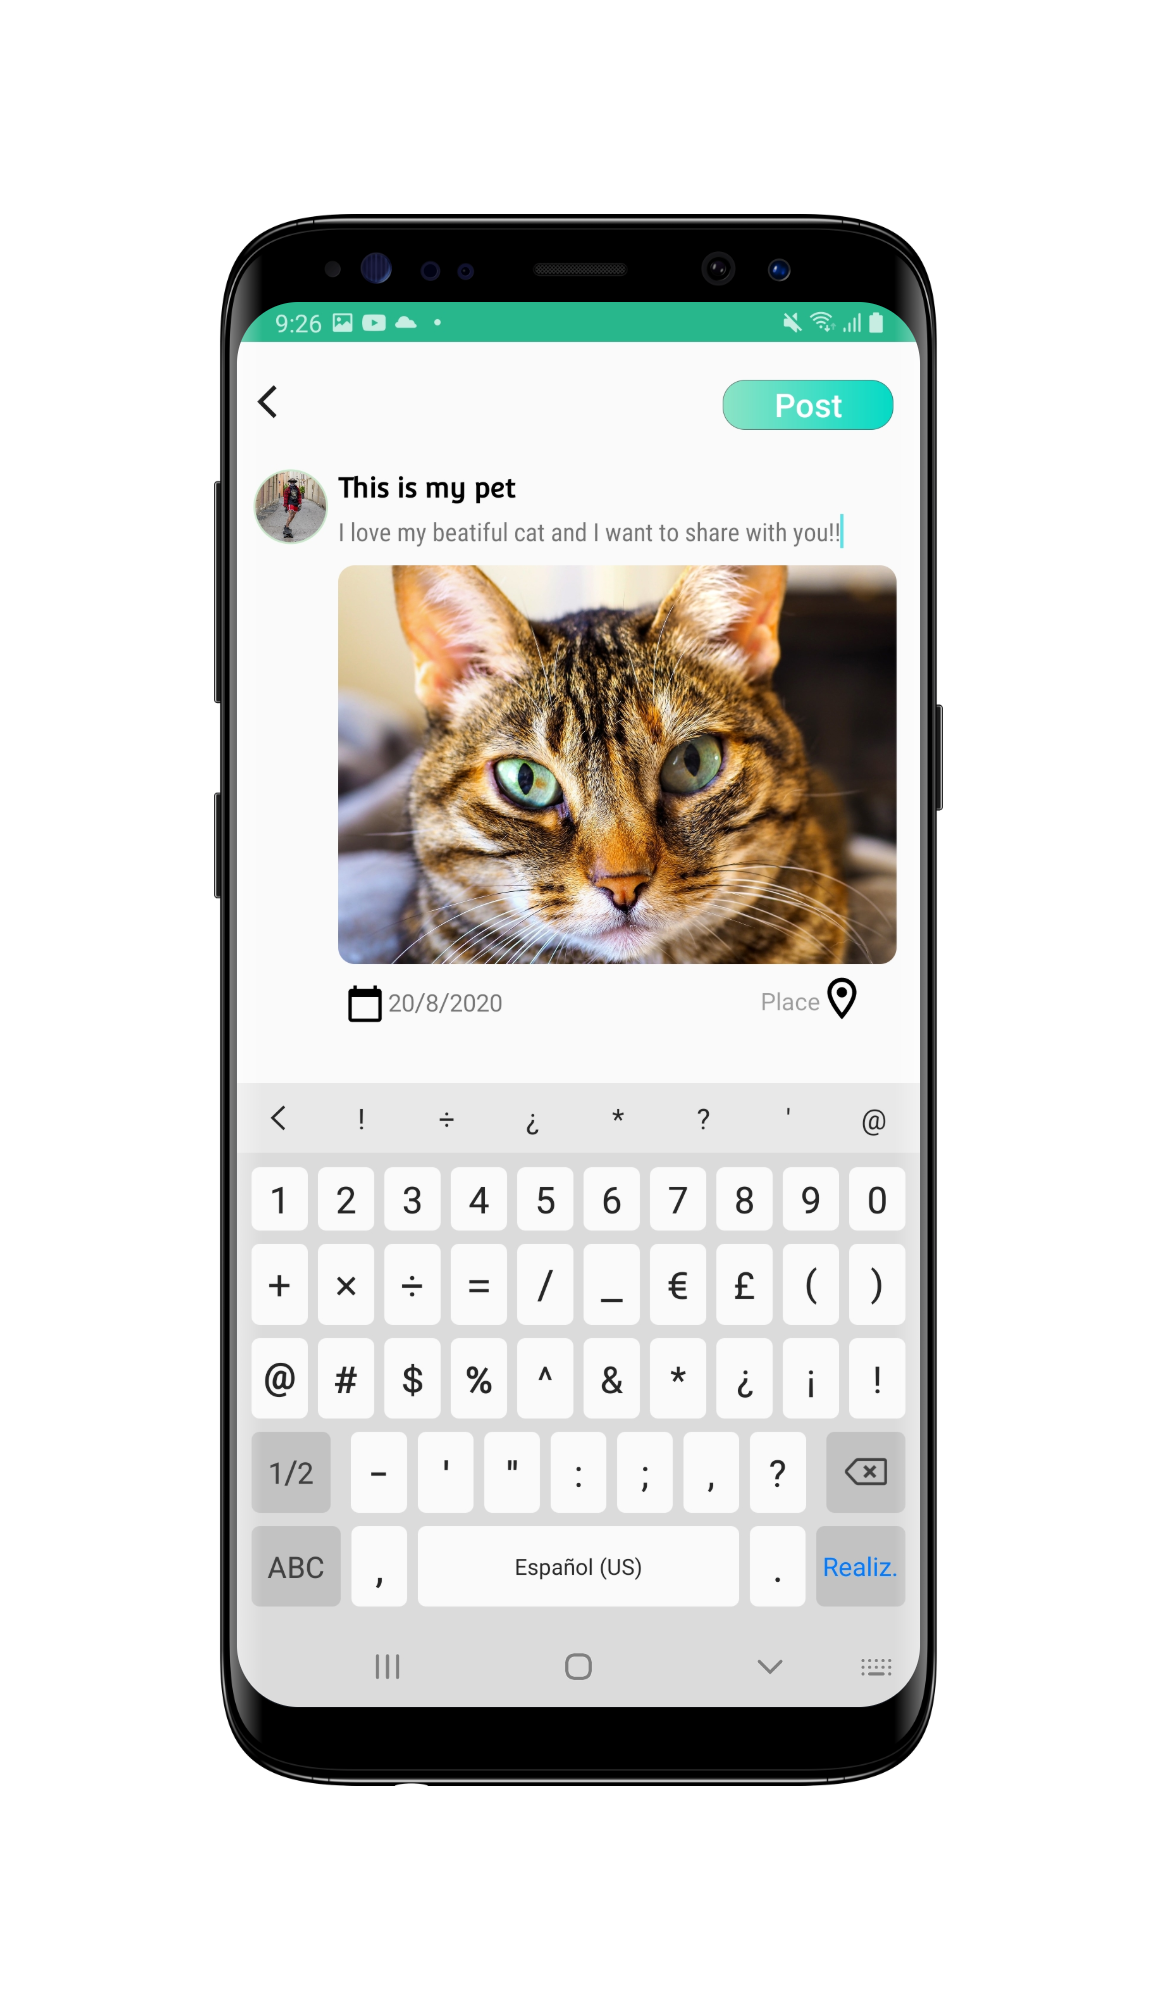 9:26
Post
This is my pet
I love my beatiful cat and I want to share with you!!
20/8/2020 Place
! ÷ ¿ * ? ' @
1 2 3 4 5 6 7 8 9 0
+ × ÷ = / _ € £ ( )
@ # $ % ^ & * ¿ ¡ !
1/2 - ' " : ; , ?
ABC , Español (US) . Realiz.